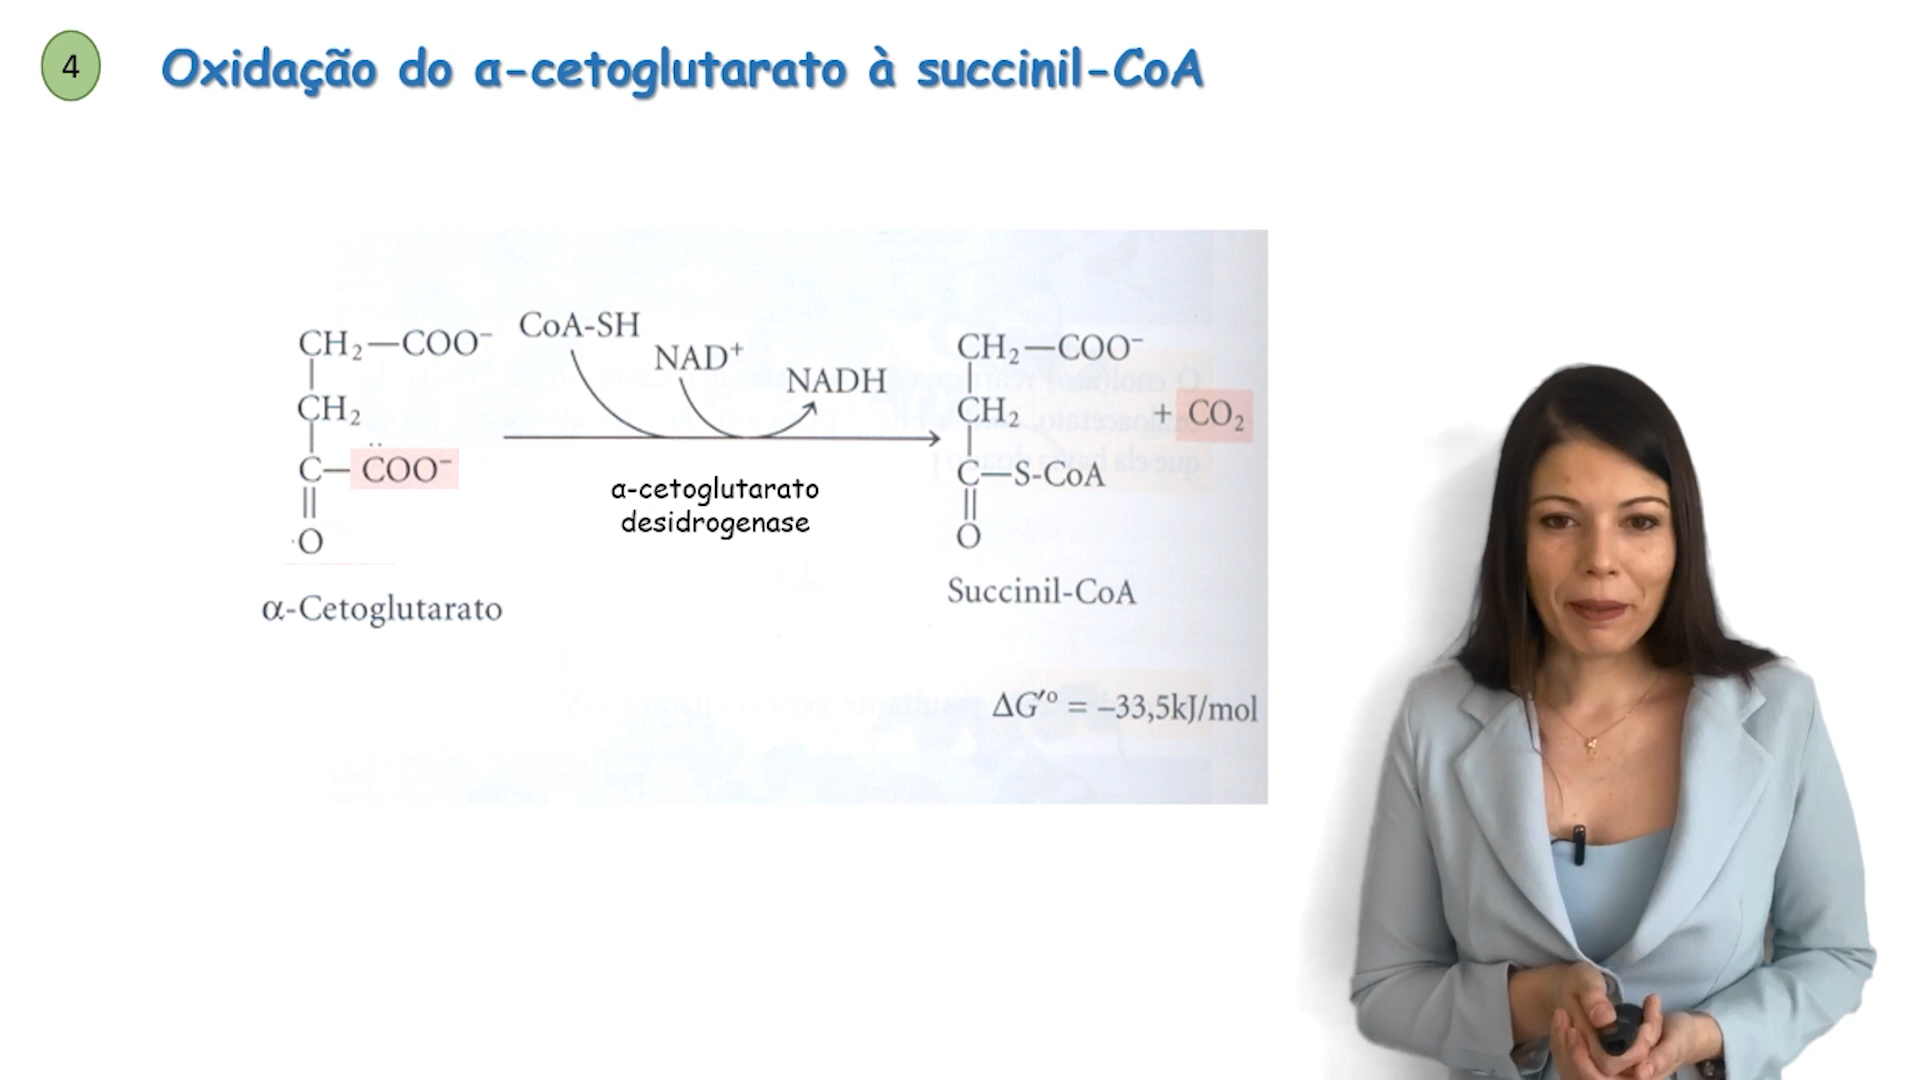 4
Oxidação do α-cetoglutarato à succinil-CoA
CH₂—COO⁻
CH₂
C—COO⁻
O
α-Cetoglutarato
CoA-SH
NAD⁺
NADH
α-cetoglutarato
desidrogenase
CH₂—COO⁻
CH₂ + CO₂
C—S-CoA
O
Succinil-CoA
ΔG′° = –33,5kJ/mol